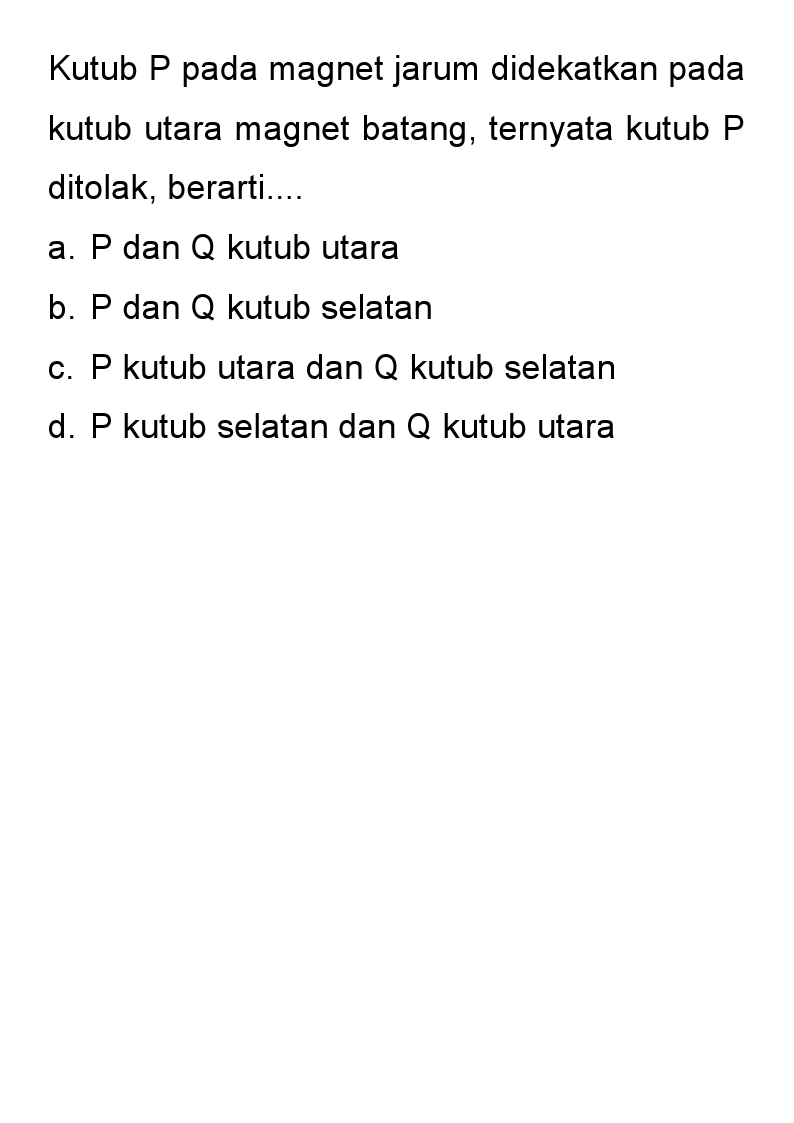 Kutub P pada magnet jarum didekatkan pada
kutub utara magnet batang, ternyata kutub P
ditolak, berarti....
a. P dan Q kutub utara
b. P dan Q kutub selatan
c. P kutub utara dan Q kutub selatan
d. P kutub selatan dan Q kutub utara